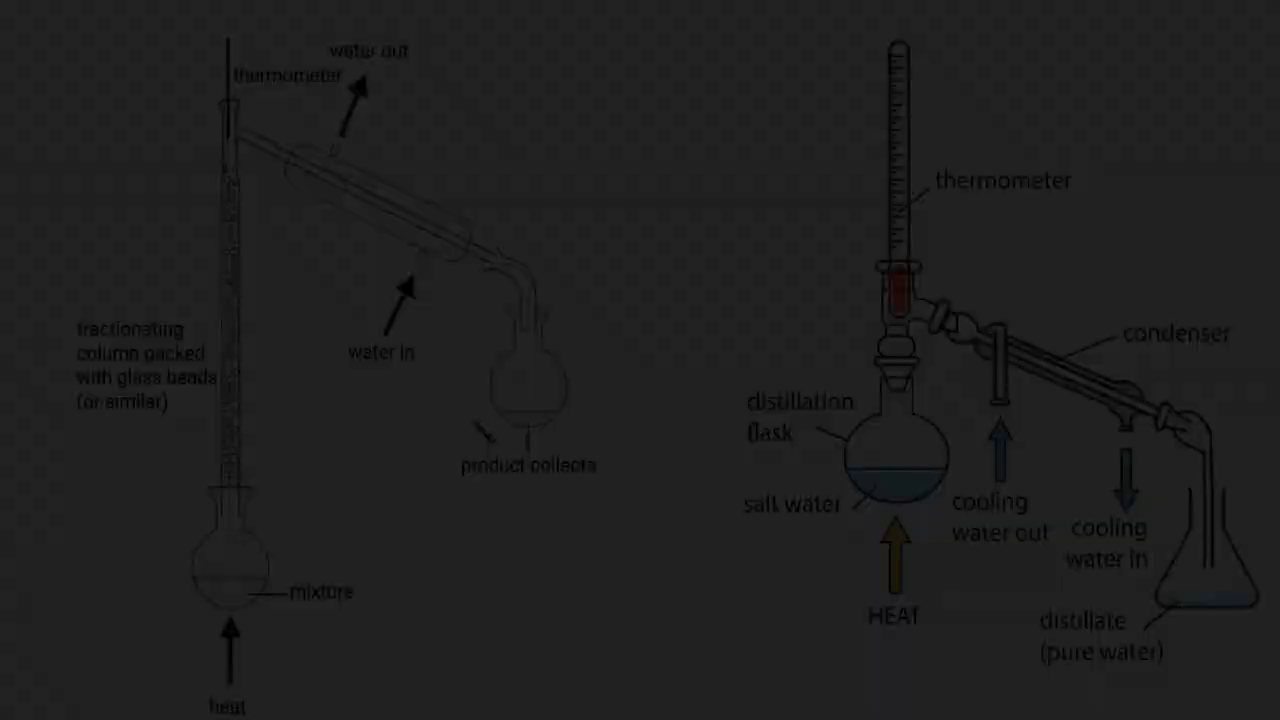 water out
thermometer
fractionating
column packed
with glass beads
(or similar)
water in
product collects
mixture
heat
thermometer
condenser
distillation
flask
salt water
cooling
water out
cooling
water in
HEAT
distillate
(pure water)